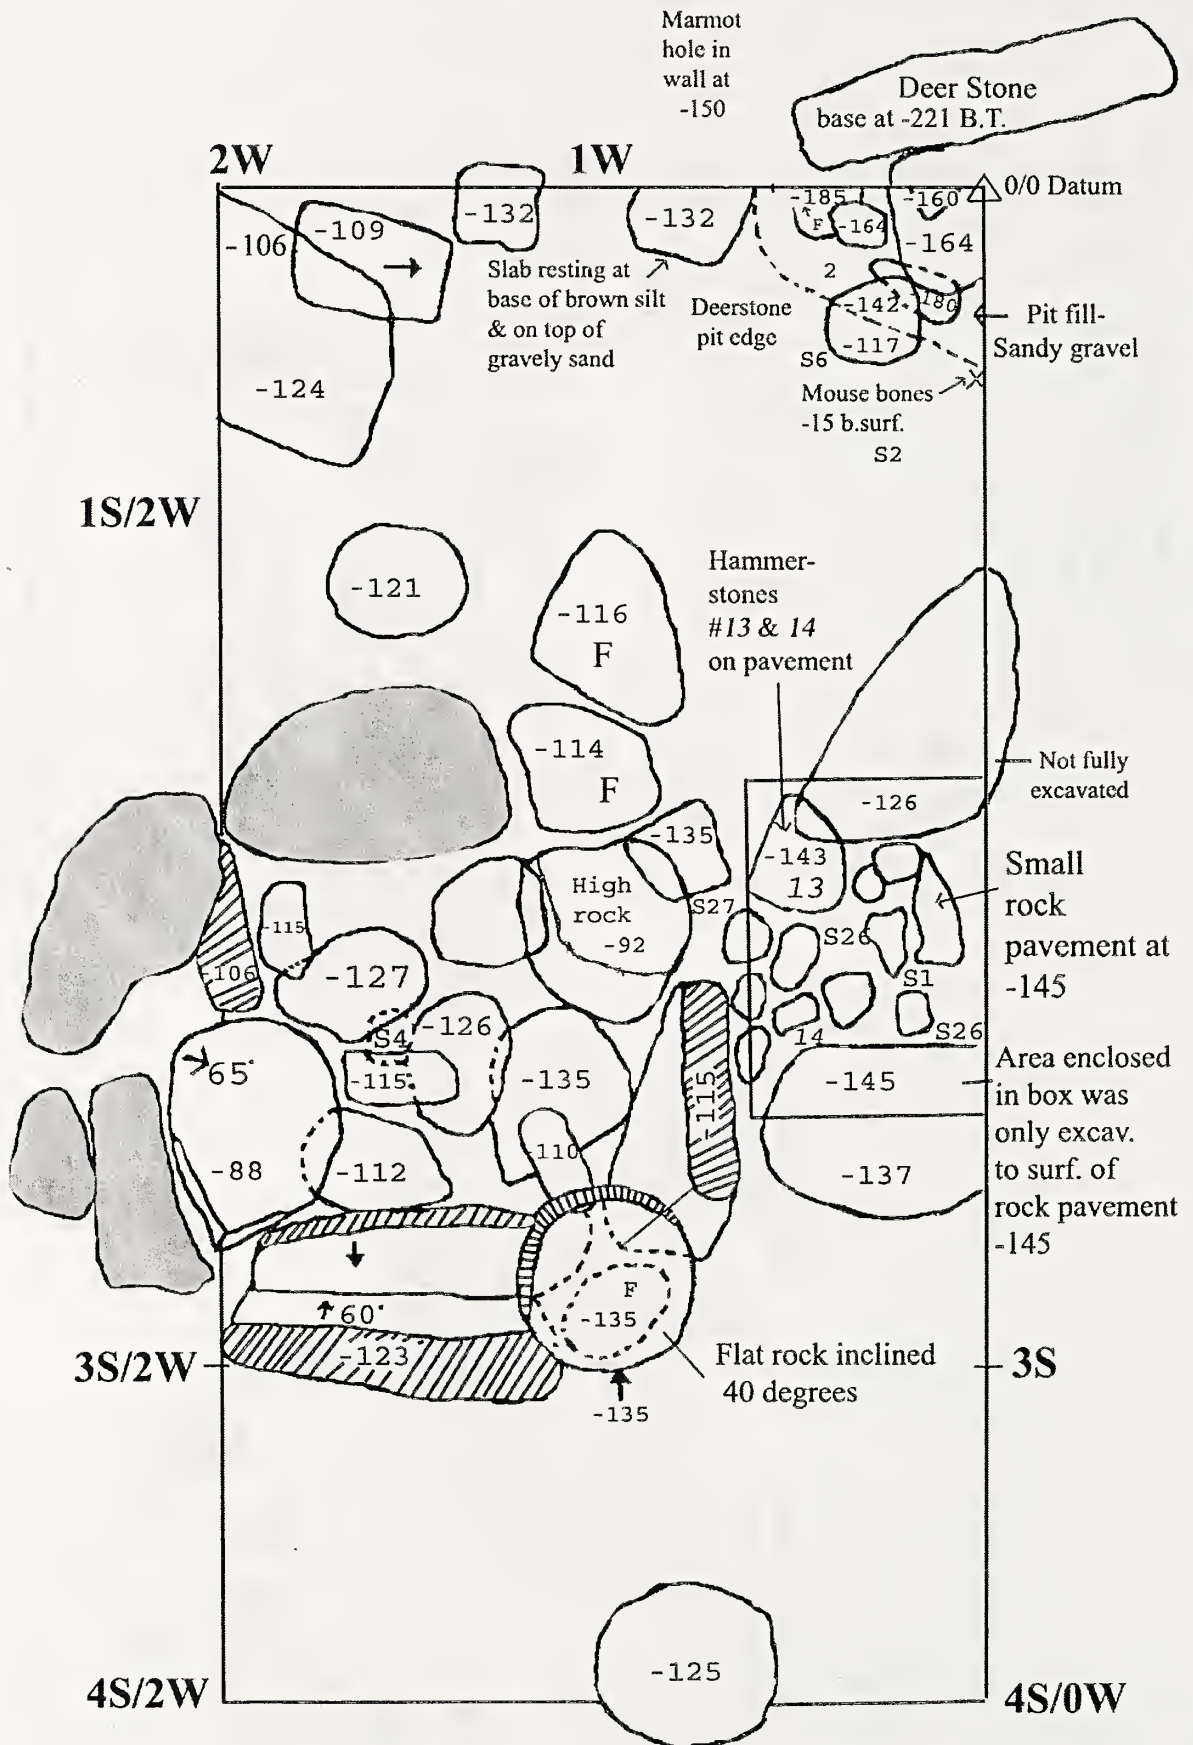 Marmot
hole in
wall at
-150
Deer Stone
base at -221 B.T.
2W
1W
0/0 Datum
-106
-109
-132
-132
-185
F
-164
-160
-164
Slab resting at
base of brown silt
& on top of
gravely sand
Deerstone
pit edge
2
-142
-180
-117
S6
Pit fill-
Sandy gravel
Mouse bones
-15 b.surf.
S2
-124
1S/2W
-121
-116
F
Hammer-
stones
#13 & 14
on pavement
-114
F
Not fully
excavated
-126
-135
-143
13
High
rock
-92
S27
Small
rock
pavement at
-145
-115
-106
-127
S26
S1
S4
-126
14
S26
65°
-115
-135
-115
-145
Area enclosed
in box was
only excav.
to surf. of
rock pavement
-145
-88
-112
-110
-137
F
-135
60°
-123
3S/2W
Flat rock inclined
40 degrees
3S
-135
-125
4S/2W
4S/0W